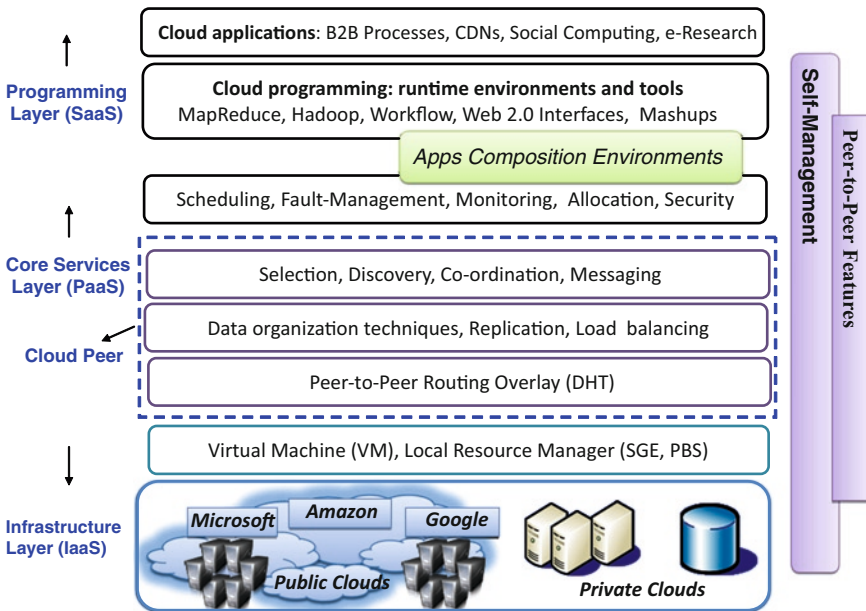 Cloud applications: B2B Processes, CDNs, Social Computing, e-Research
Programming
Layer (SaaS)
Cloud programming: runtime environments and tools
MapReduce, Hadoop, Workflow, Web 2.0 Interfaces, Mashups
Apps Composition Environments
Scheduling, Fault-Management, Monitoring, Allocation, Security
Core Services
Layer (PaaS)
Selection, Discovery, Co-ordination, Messaging
Data organization techniques, Replication, Load balancing
Cloud Peer
Peer-to-Peer Routing Overlay (DHT)
Virtual Machine (VM), Local Resource Manager (SGE, PBS)
Infrastructure
Layer (IaaS)
Microsoft
Amazon
Google
Public Clouds
Private Clouds
Self-Management
Peer-to-Peer Features